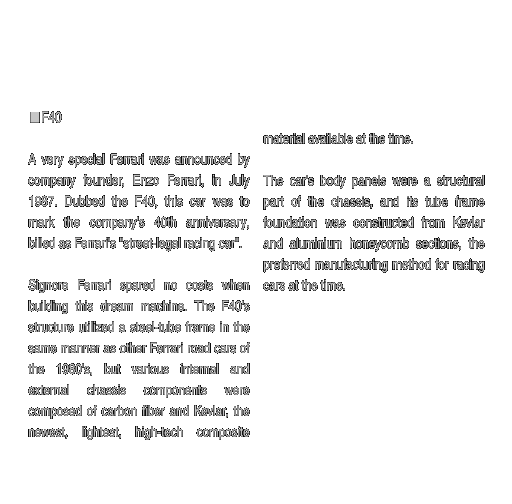 ■F40
A very special Ferrari was announced by
company founder, Enzo Ferrari, in July
1987. Dubbed the F40, this car was to
mark the company's 40th anniversary,
billed as Ferrari's "street-legal racing car".
Signore Ferrari spared no costs when
building this dream machine. The F40's
structure utilized a steel-tube frame in the
same manner as other Ferrari road cars of
the 1980's, but various internal and
external chassis components were
composed of carbon fiber and Kevlar, the
newest, lightest, high-tech composite
material available at the time.
The car's body panels were a structural
part of the chassis, and its tube frame
foundation was constructed from Kevlar
and aluminium honeycomb sections, the
preferred manufacturing method for racing
cars at the time.